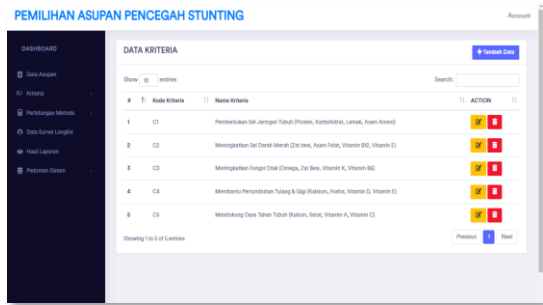 PEMILIHAN ASUPAN PENCEGAH STUNTING
Account
DASHBOARD
Data Asupan
Kriteria
Perhitungan Metode
Data Survei Longlist
Hasil Laporan
Pedoman Sistem
DATA KRITERIA
+ Tambah Data
Show 10 entries
Search:
# Kode Kriteria Nama Kriteria ACTION
1 C1 Pembentukan Sel Jaringan Tubuh (Protein, Karbohidrat, Lemak, Asam Amino)
2 C2 Meningkatkan Sel Darah Merah (Zat besi, Asam Folat, Vitamin B12, Vitamin E)
3 C3 Meningkatkan Fungsi Otak (Omega, Zat Besi, Vitamin K, Vitamin B6)
4 C4 Membantu Pertumbuhan Tulang & Gigi (Kalsium, Fosfor, Vitamin D, Vitamin E)
5 C5 Mendukung Daya Tahan Tubuh (Kalium, Serat, Vitamin A, Vitamin C)
Showing 1 to 5 of 5 entries
Previous 1 Next